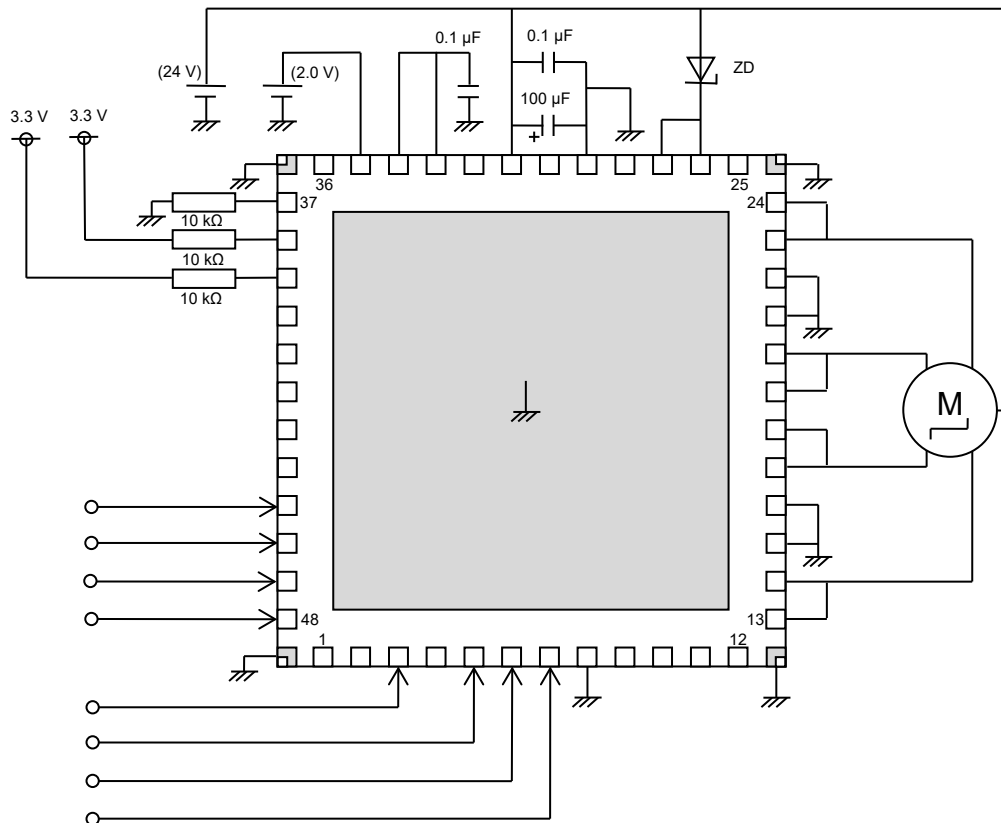 0.1 µF
0.1 µF
(24 V)
(2.0 V)
ZD
100 µF
+
3.3 V
3.3 V
36
25
37
24
10 kΩ
10 kΩ
10 kΩ
M
48
13
1
12